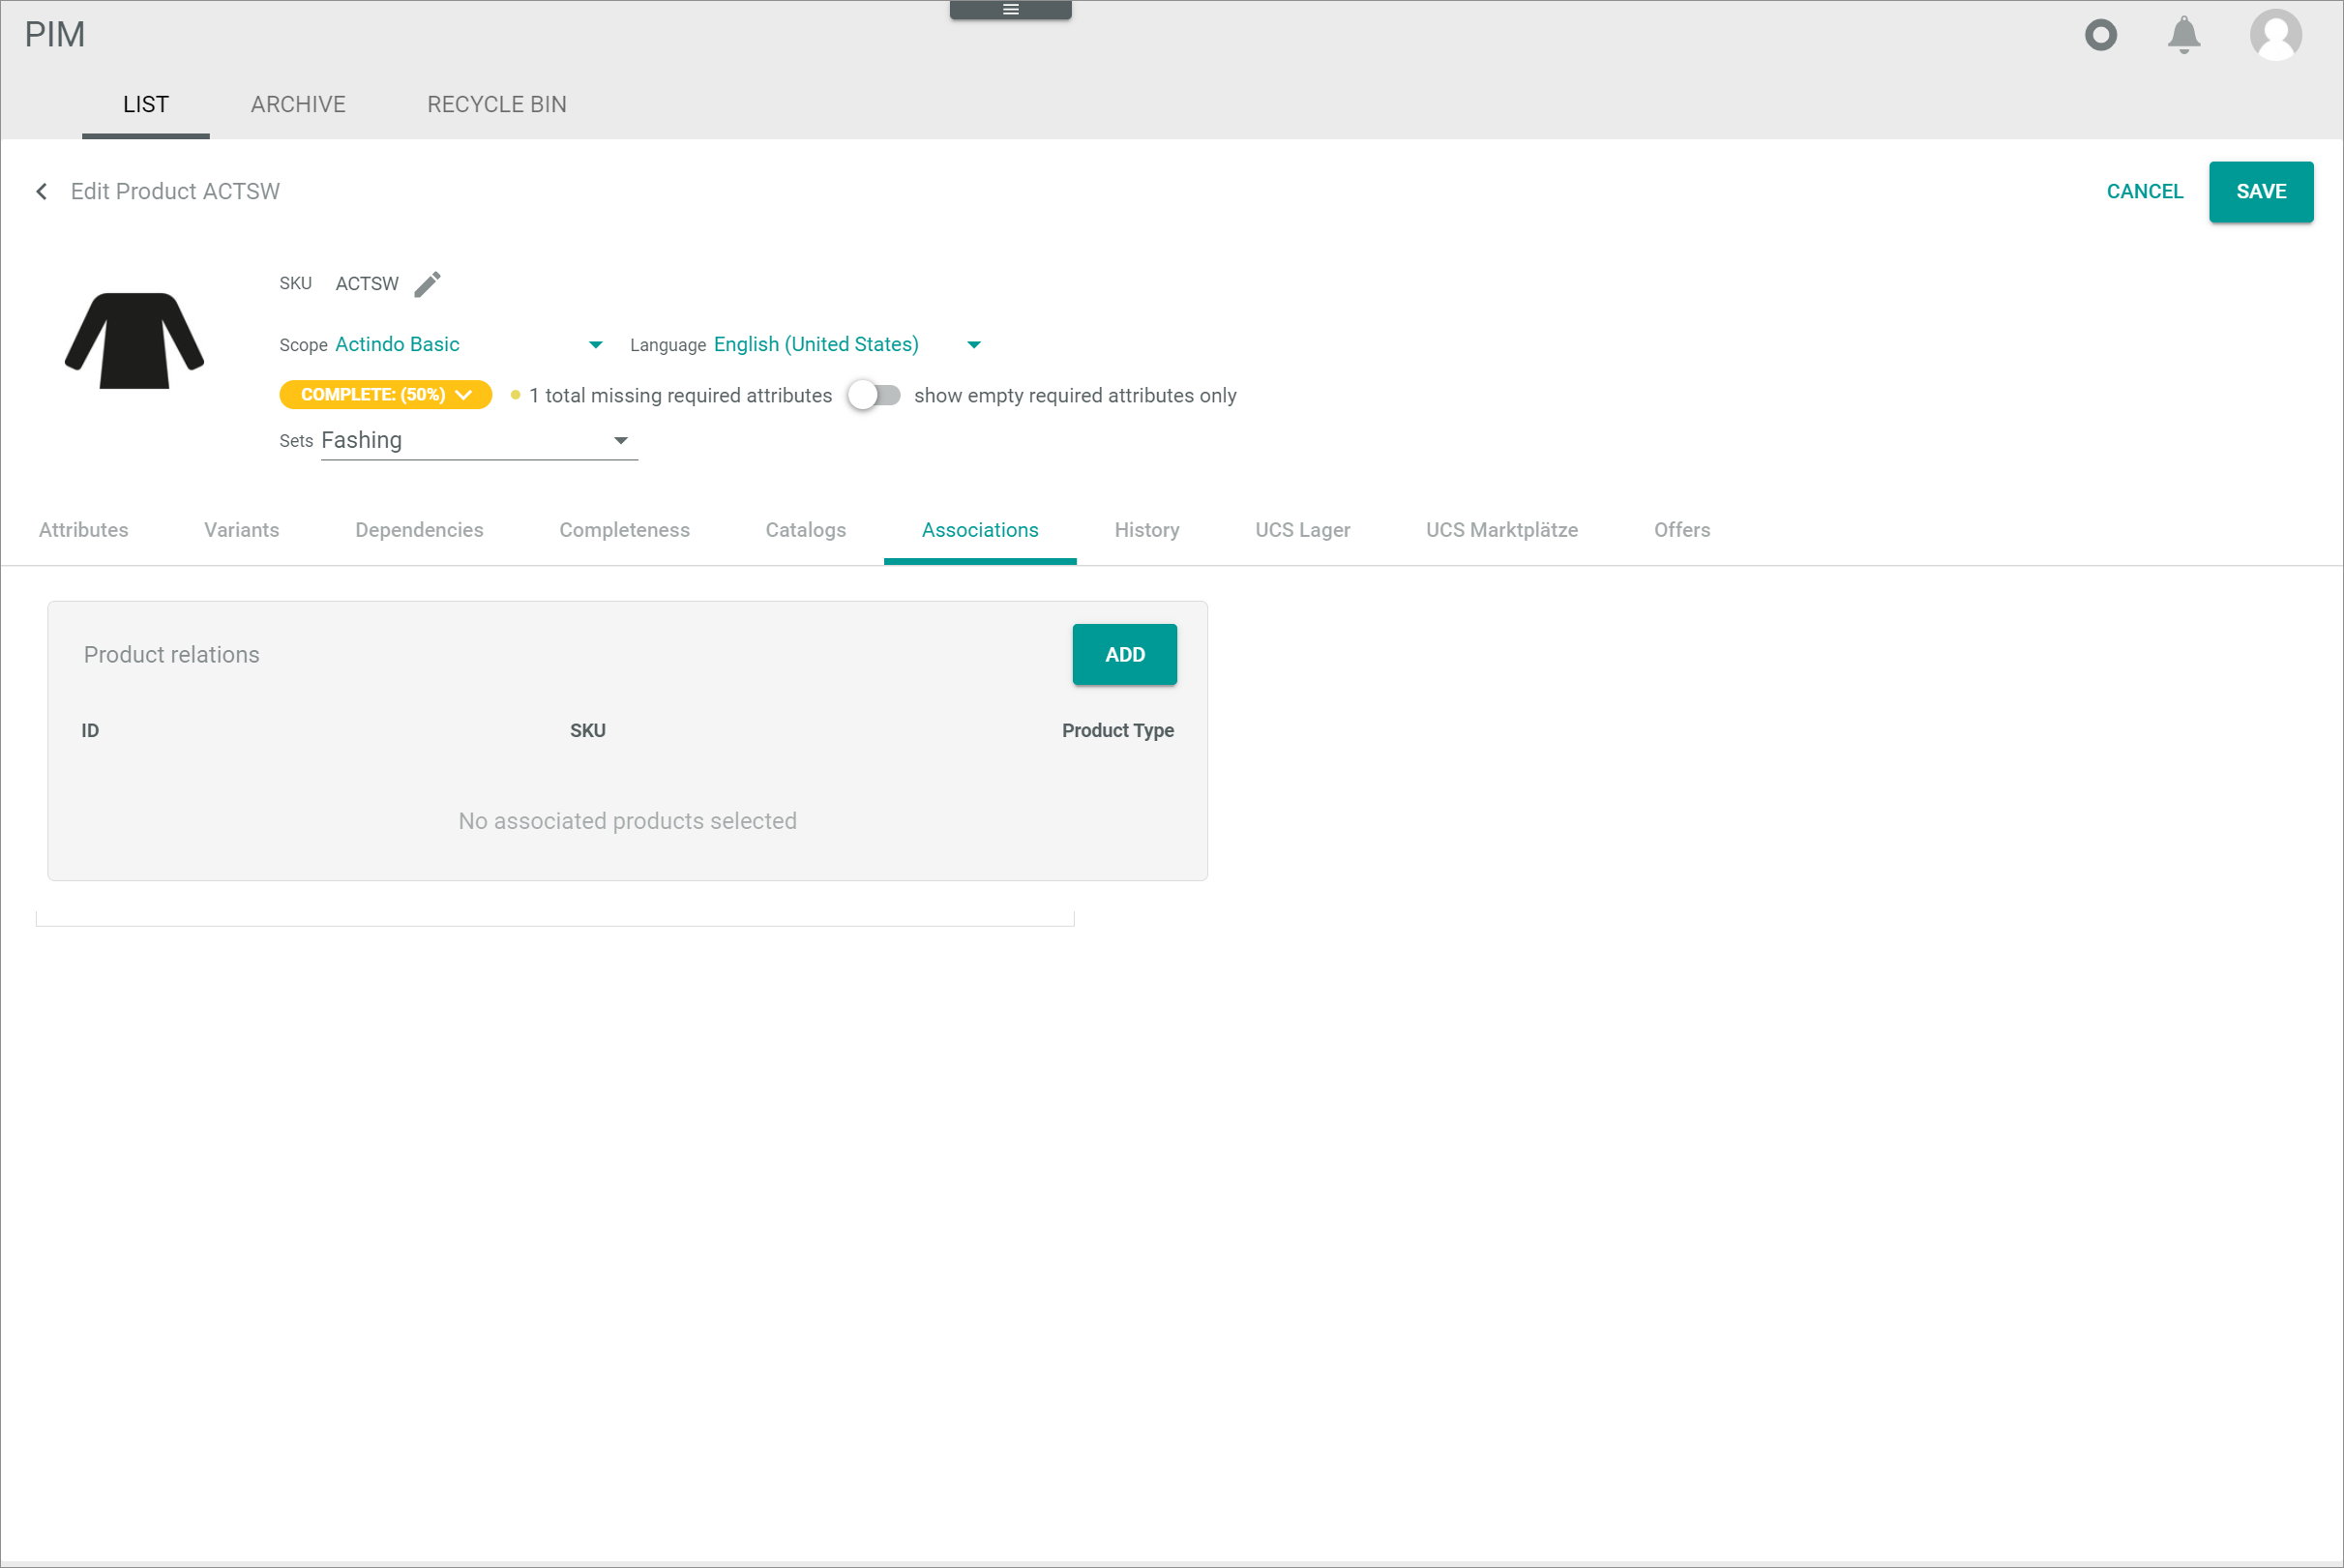 PIM
LIST ARCHIVE RECYCLE BIN
Edit Product ACTSW CANCEL SAVE
SKU ACTSW
Scope Actindo Basic Language English (United States)
COMPLETE: (50%) 1 total missing required attributes show empty required attributes only
Sets Fashing
Attributes Variants Dependencies Completeness Catalogs Associations History UCS Lager UCS Marktplätze Offers
Product relations ADD
ID SKU Product Type
No associated products selected